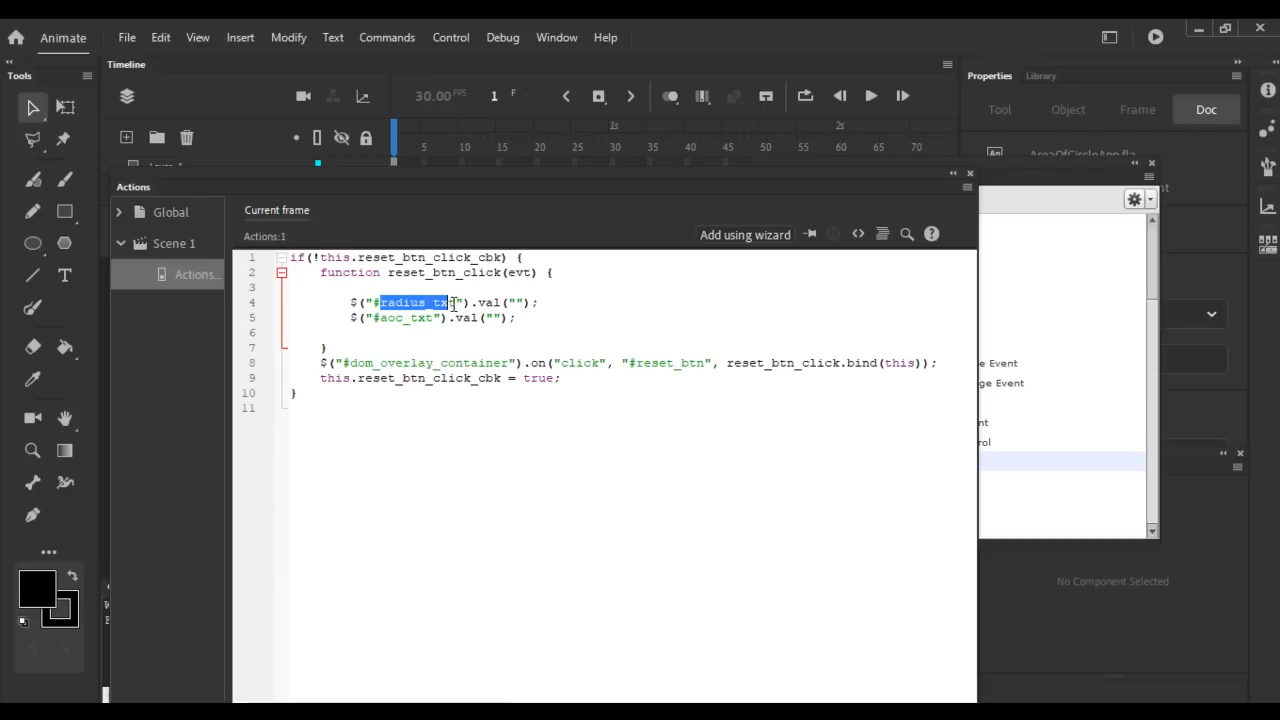 Animate File Edit View Insert Modify Text Commands Control Debug Window Help
Tools
Timeline
Properties Library
30.00 FPS 1 F
Tool Object Frame Doc
1s 2s
5 10 15 20 25 30 35 40 45 50 55 60 65 70
AreaOfCircleApp.fla
Actions
Global
Scene 1
Actions...
Current frame
Actions:1
Add using wizard
1 if(!this.reset_btn_click_cbk) {
2 function reset_btn_click(evt) {
3
4 $("#radius_txt").val("");
5 $("#aoc_txt").val("");
6
7 }
8 $("#dom_overlay_container").on("click", "#reset_btn", reset_btn_click.bind(this));
9 this.reset_btn_click_cbk = true;
10 }
11
e Event
ge Event
nt
rol
No Component Selected